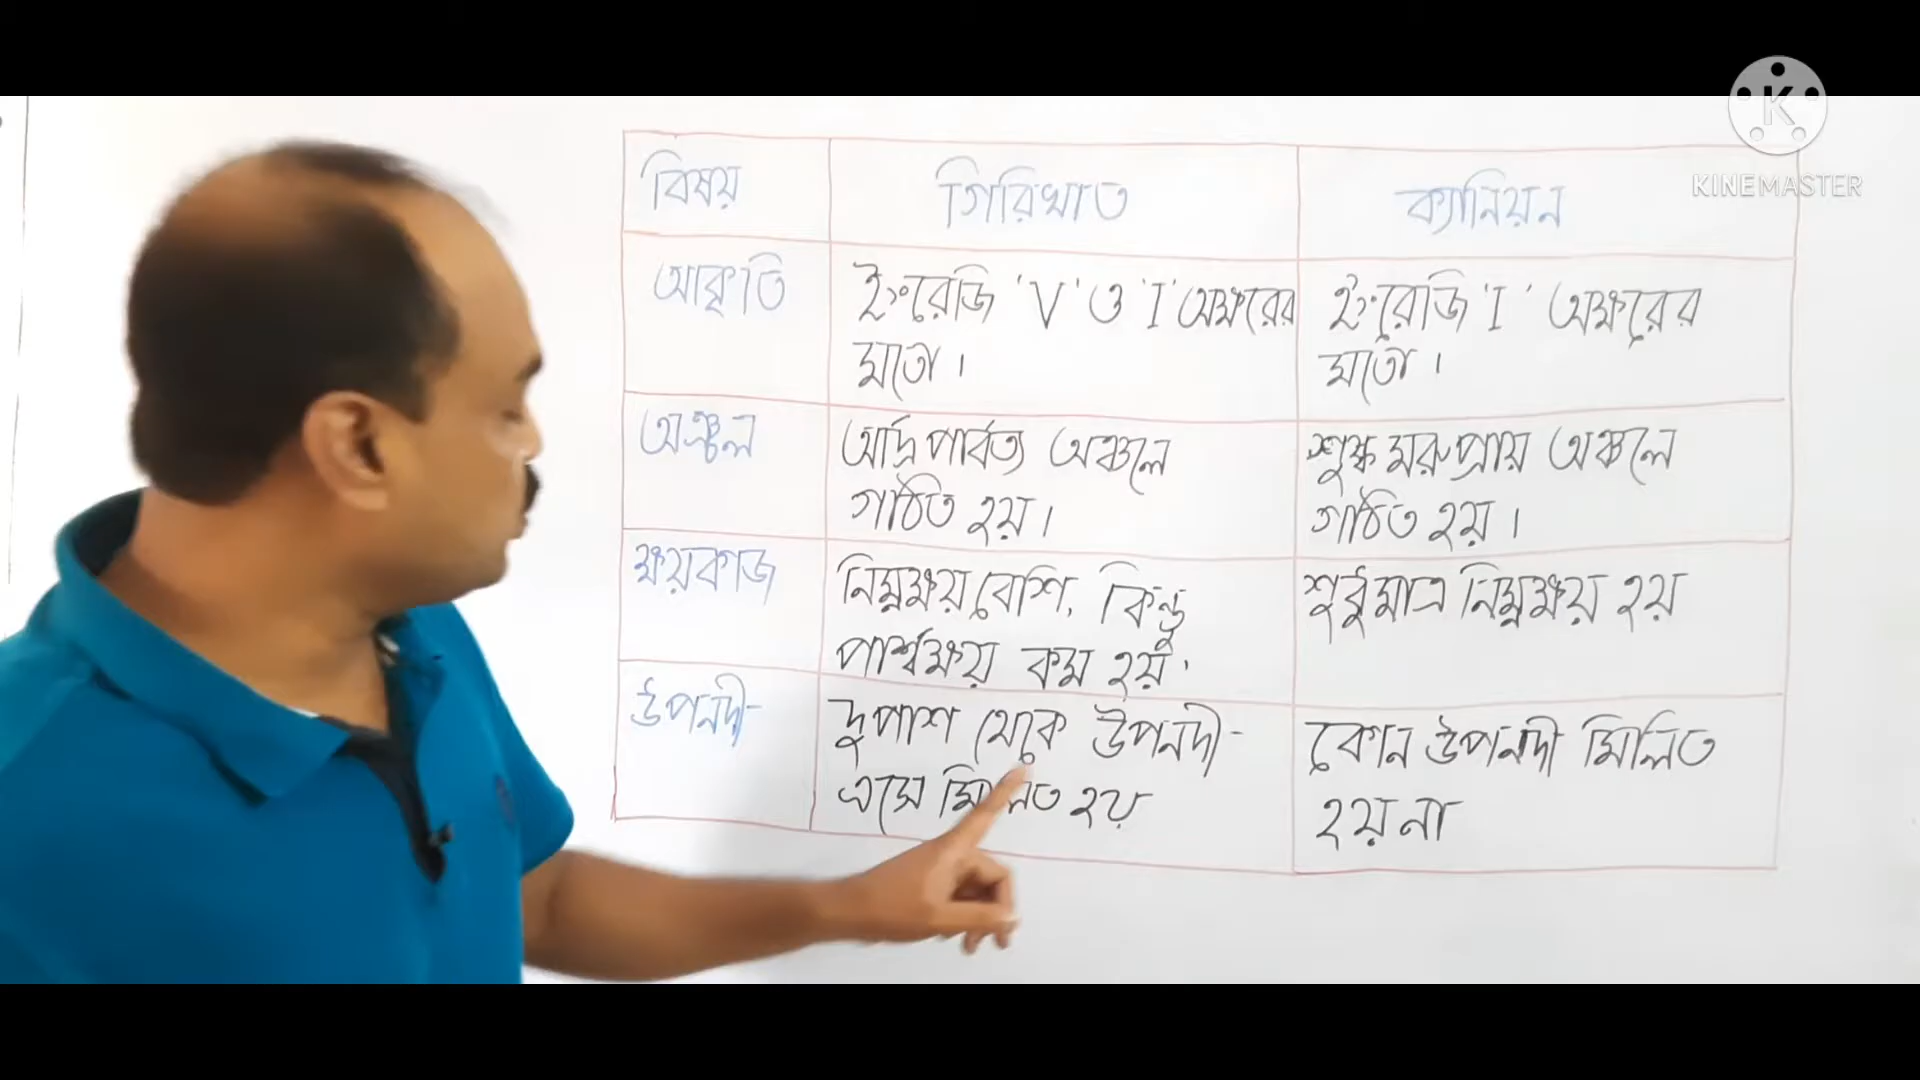 KINEMASTER
বিষয়
গিরিখাত
ক্যানিয়ন
আকৃতি
ইংরেজি 'V' ও 'I' অক্ষরের
মতো।
ইংরেজি 'I' অক্ষরের
মতো।
অঞ্চল
আর্দ্র পার্বত্য অঞ্চলে
গঠিত হয়।
শুষ্ক মরুপ্রায় অঞ্চলে
গঠিত হয়।
ক্ষয়কাজ
নিম্নক্ষয় বেশি, কিন্তু
পার্শ্বক্ষয় কম হয়।
শুধুমাত্র নিম্নক্ষয় হয়
উপনদী
দুপাশ থেকে উপনদী
এসে মিলিত হয়
কোন উপনদী মিলিত
হয় না